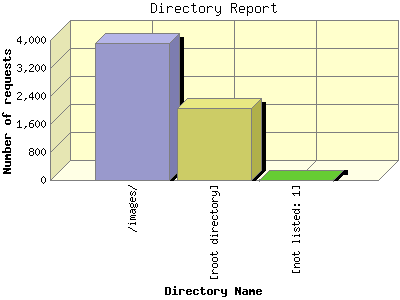 Directory Report
Number of requests
4,000
3,200
2,400
1,600
800
0
/images/
[root directory]
[not listed: 1]
Directory Name